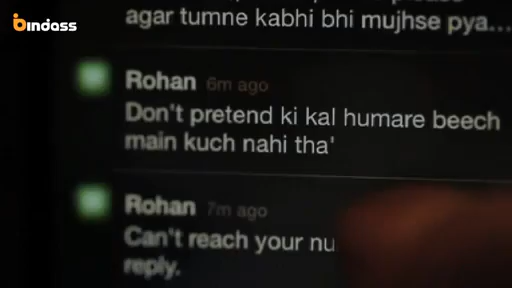 bindass
agar tumne kabhi bhi mujhse pya...
Rohan 6m ago
Don't pretend ki kal humare beech
main kuch nahi tha'
Rohan 7m ago
Can't reach your nu
reply.